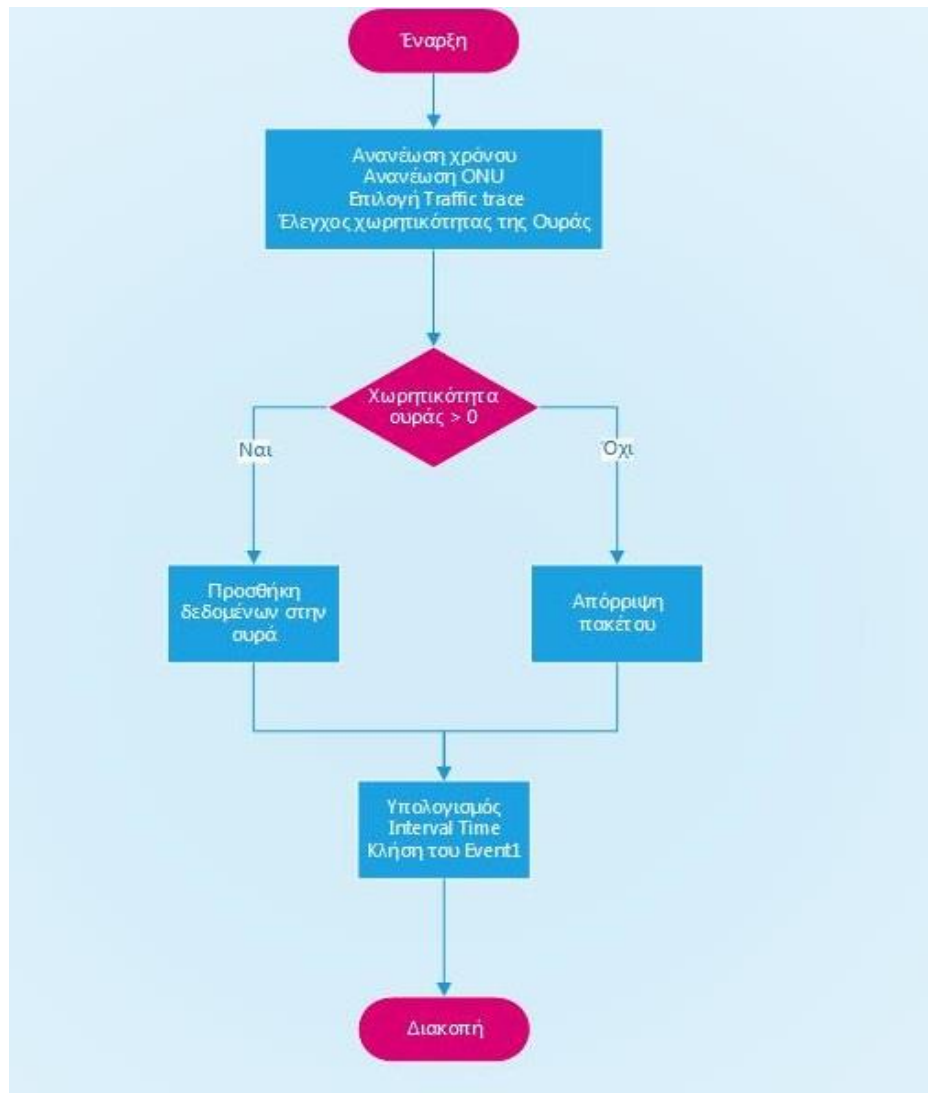 Έναρξη
Ανανέωση χρόνου
Ανανέωση ONU
Επιλογή Traffic trace
Έλεγχος χωρητικότητας της Ουράς
Χωρητικότητα
ουράς > 0
Ναι
Όχι
Προσθήκη
δεδομένων στην
ουρά
Απόρριψη
πακέτου
Υπολογισμός
Interval Time
Κλήση του Event1
Διακοπή